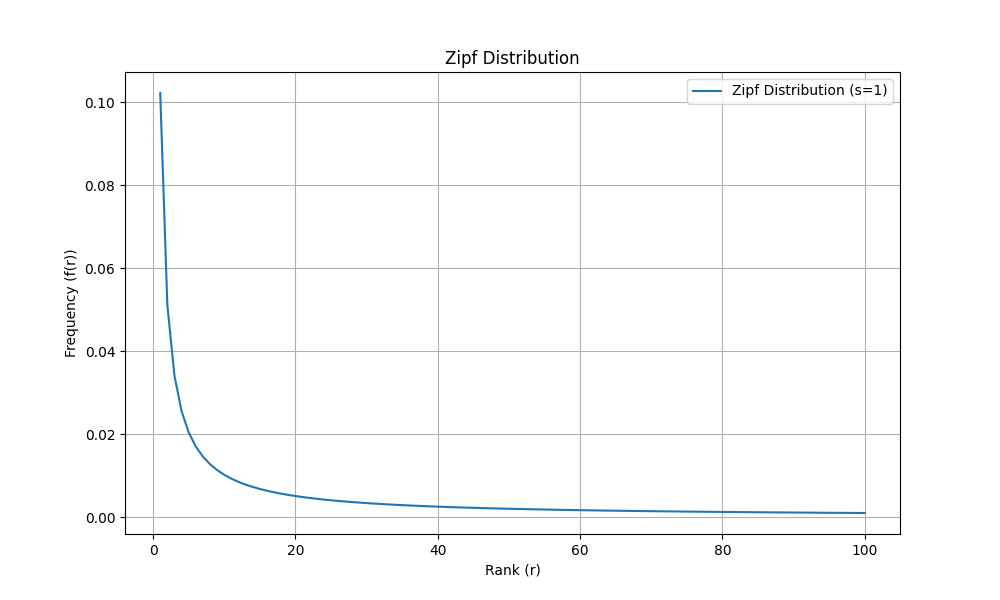 Zipf Distribution
Zipf Distribution (s=1)
Frequency (f(r))
0.10
0.08
0.06
0.04
0.02
0.00
0 20 40 60 80 100
Rank (r)